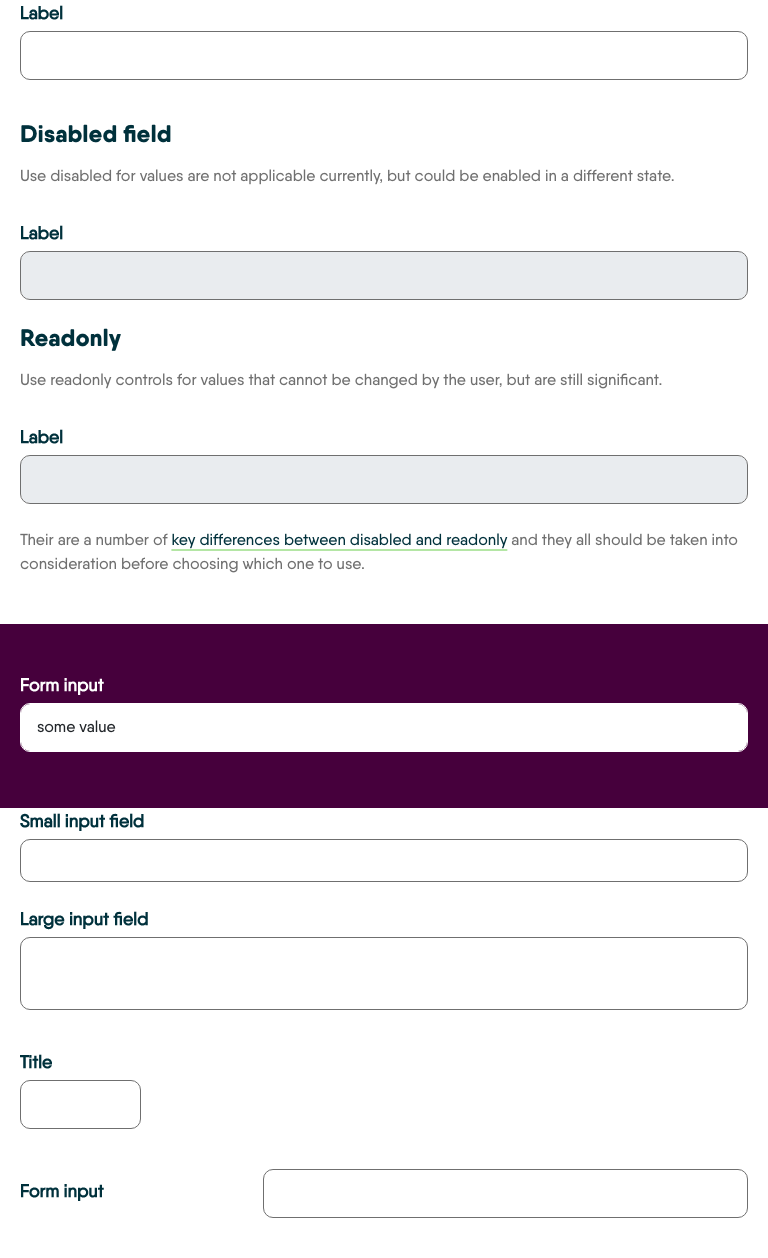 Label
Disabled field
Use disabled for values are not applicable currently, but could be enabled in a different state.
Label
Readonly
Use readonly controls for values that cannot be changed by the user, but are still significant.
Label
Their are a number of key differences between disabled and readonly and they all should be taken into
consideration before choosing which one to use.
Form input
some value
Small input field
Large input field
Title
Form input